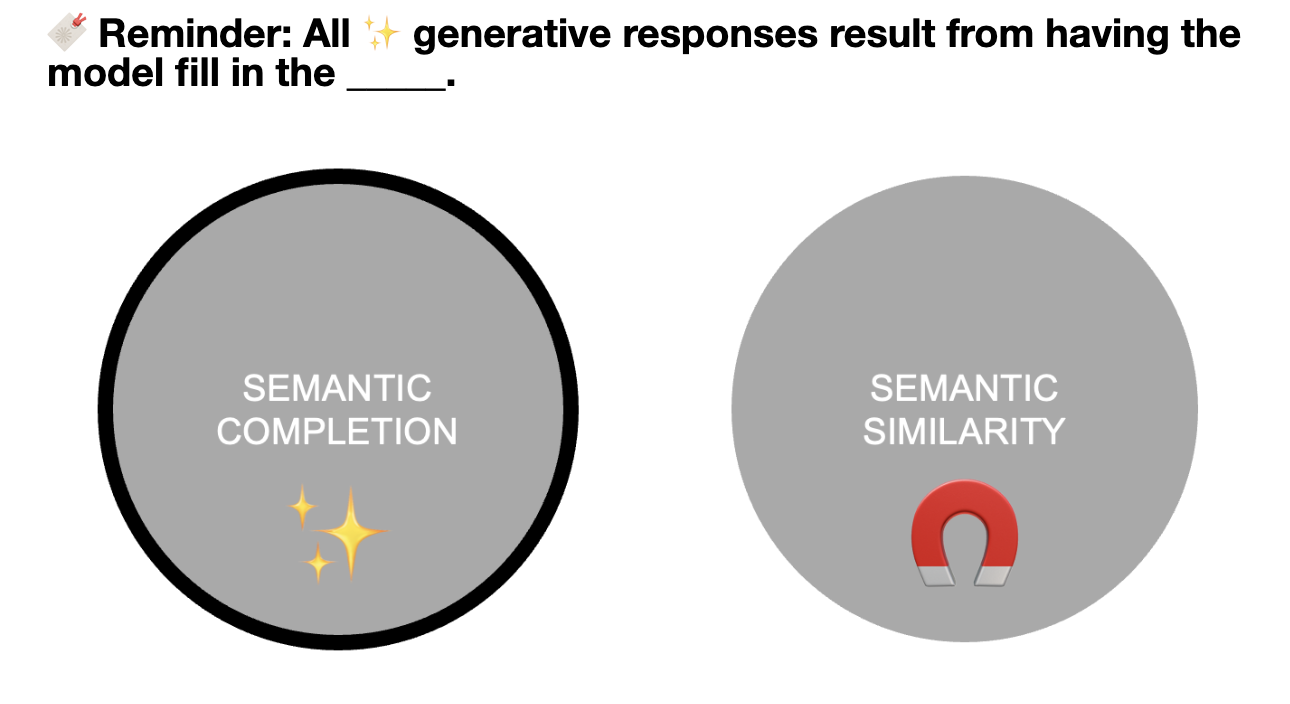 Reminder: All ✨ generative responses result from having the
model fill in the _____.
SEMANTIC
COMPLETION
SEMANTIC
SIMILARITY